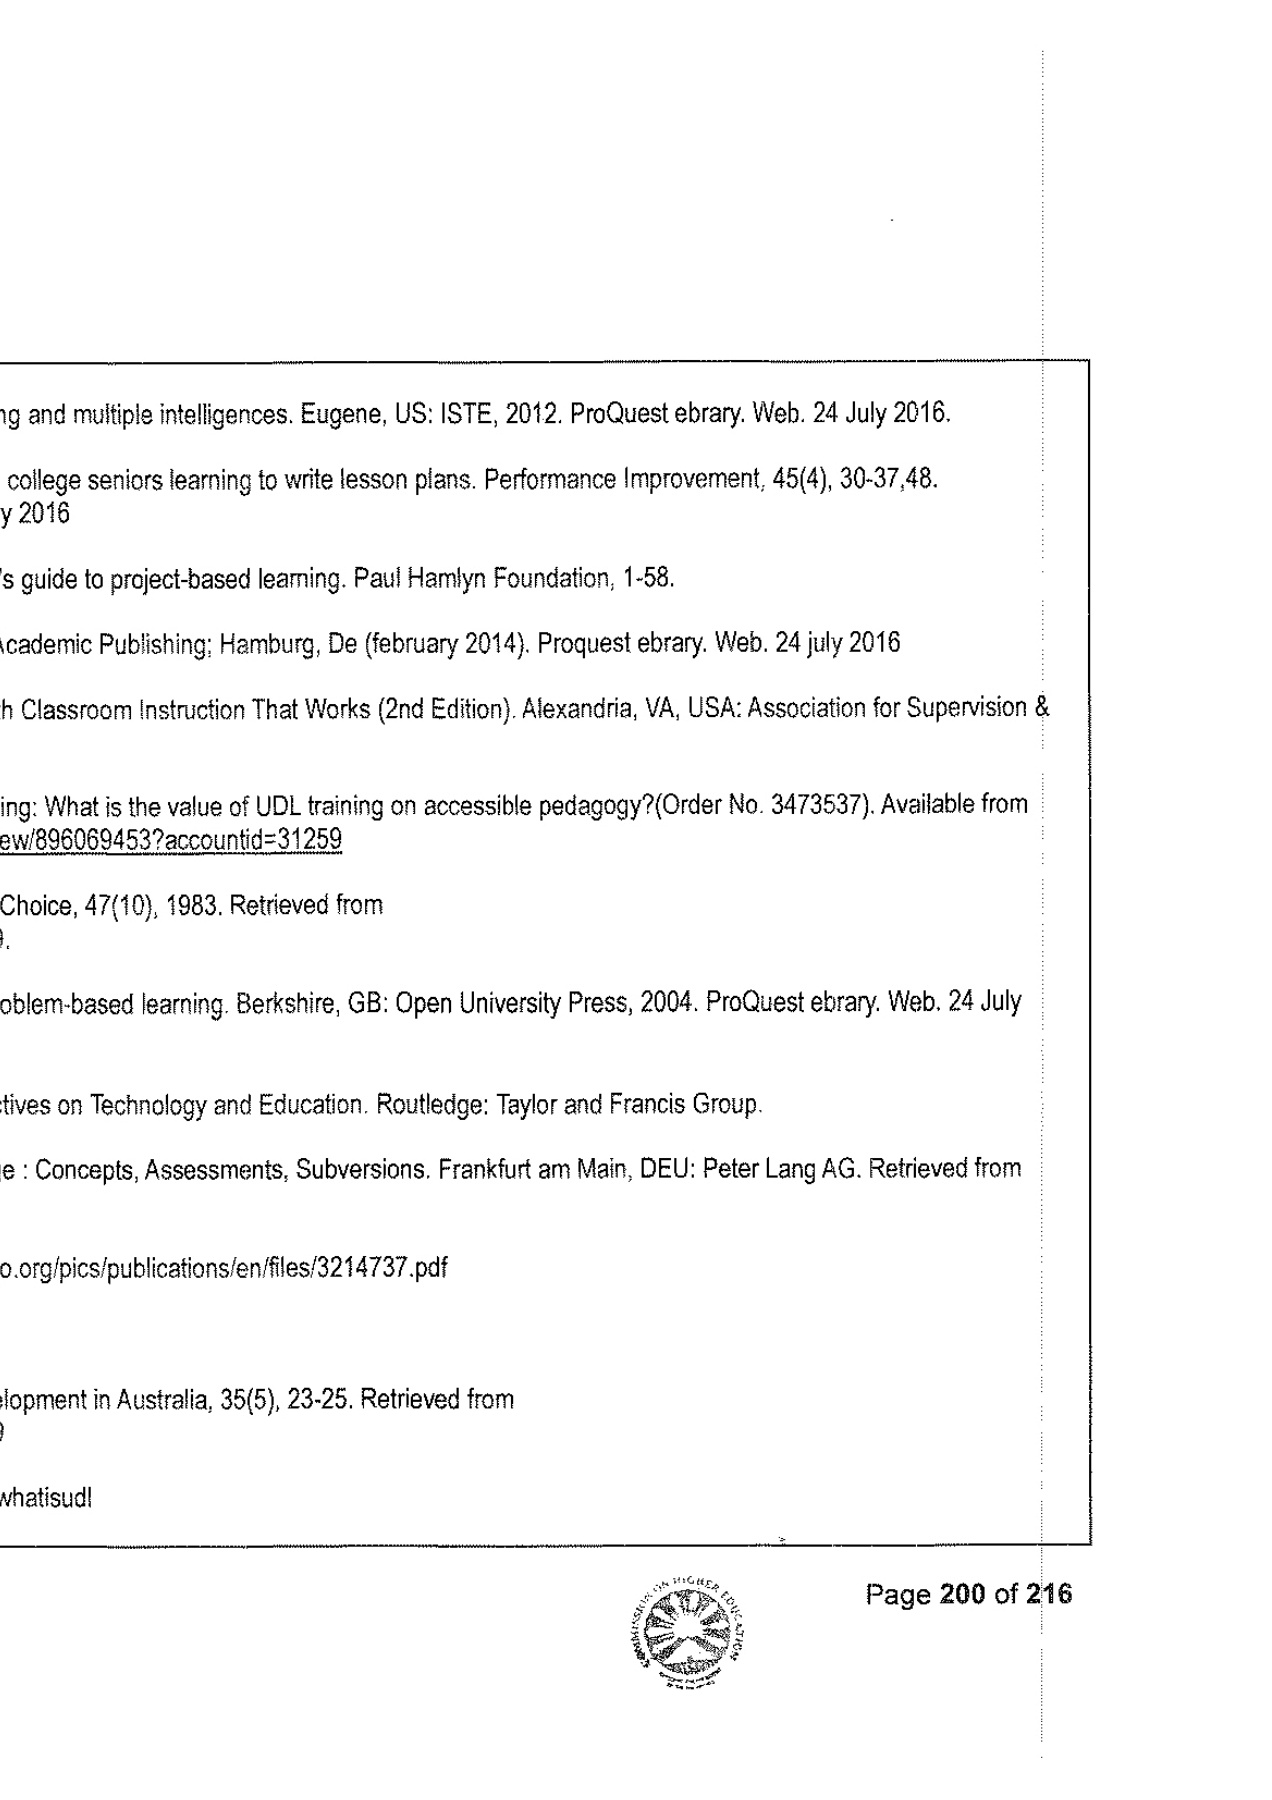 ng and multiple intelligences. Eugene, US: ISTE, 2012. ProQuest ebrary. Web. 24 July 2016.
college seniors learning to write lesson plans. Performance Improvement, 45(4), 30-37,48.
y 2016
's guide to project-based learning. Paul Hamlyn Foundation, 1-58.
Academic Publishing; Hamburg, De (february 2014). Proquest ebrary. Web. 24 july 2016
h Classroom Instruction That Works (2nd Edition). Alexandria, VA, USA: Association for Supervision &
ing: What is the value of UDL training on accessible pedagogy?(Order No. 3473537). Available from
ew/896069453?accountid=31259
Choice, 47(10), 1983. Retrieved from
9.
oblem-based learning. Berkshire, GB: Open University Press, 2004. ProQuest ebrary. Web. 24 July
ctives on Technology and Education. Routledge: Taylor and Francis Group.
ge : Concepts, Assessments, Subversions. Frankfurt am Main, DEU: Peter Lang AG. Retrieved from
o.org/pics/publications/en/files/3214737.pdf
elopment in Australia, 35(5), 23-25. Retrieved from
9
whatisudl
COMMISSION ON HIGHER EDUCATION
Page 200 of 216